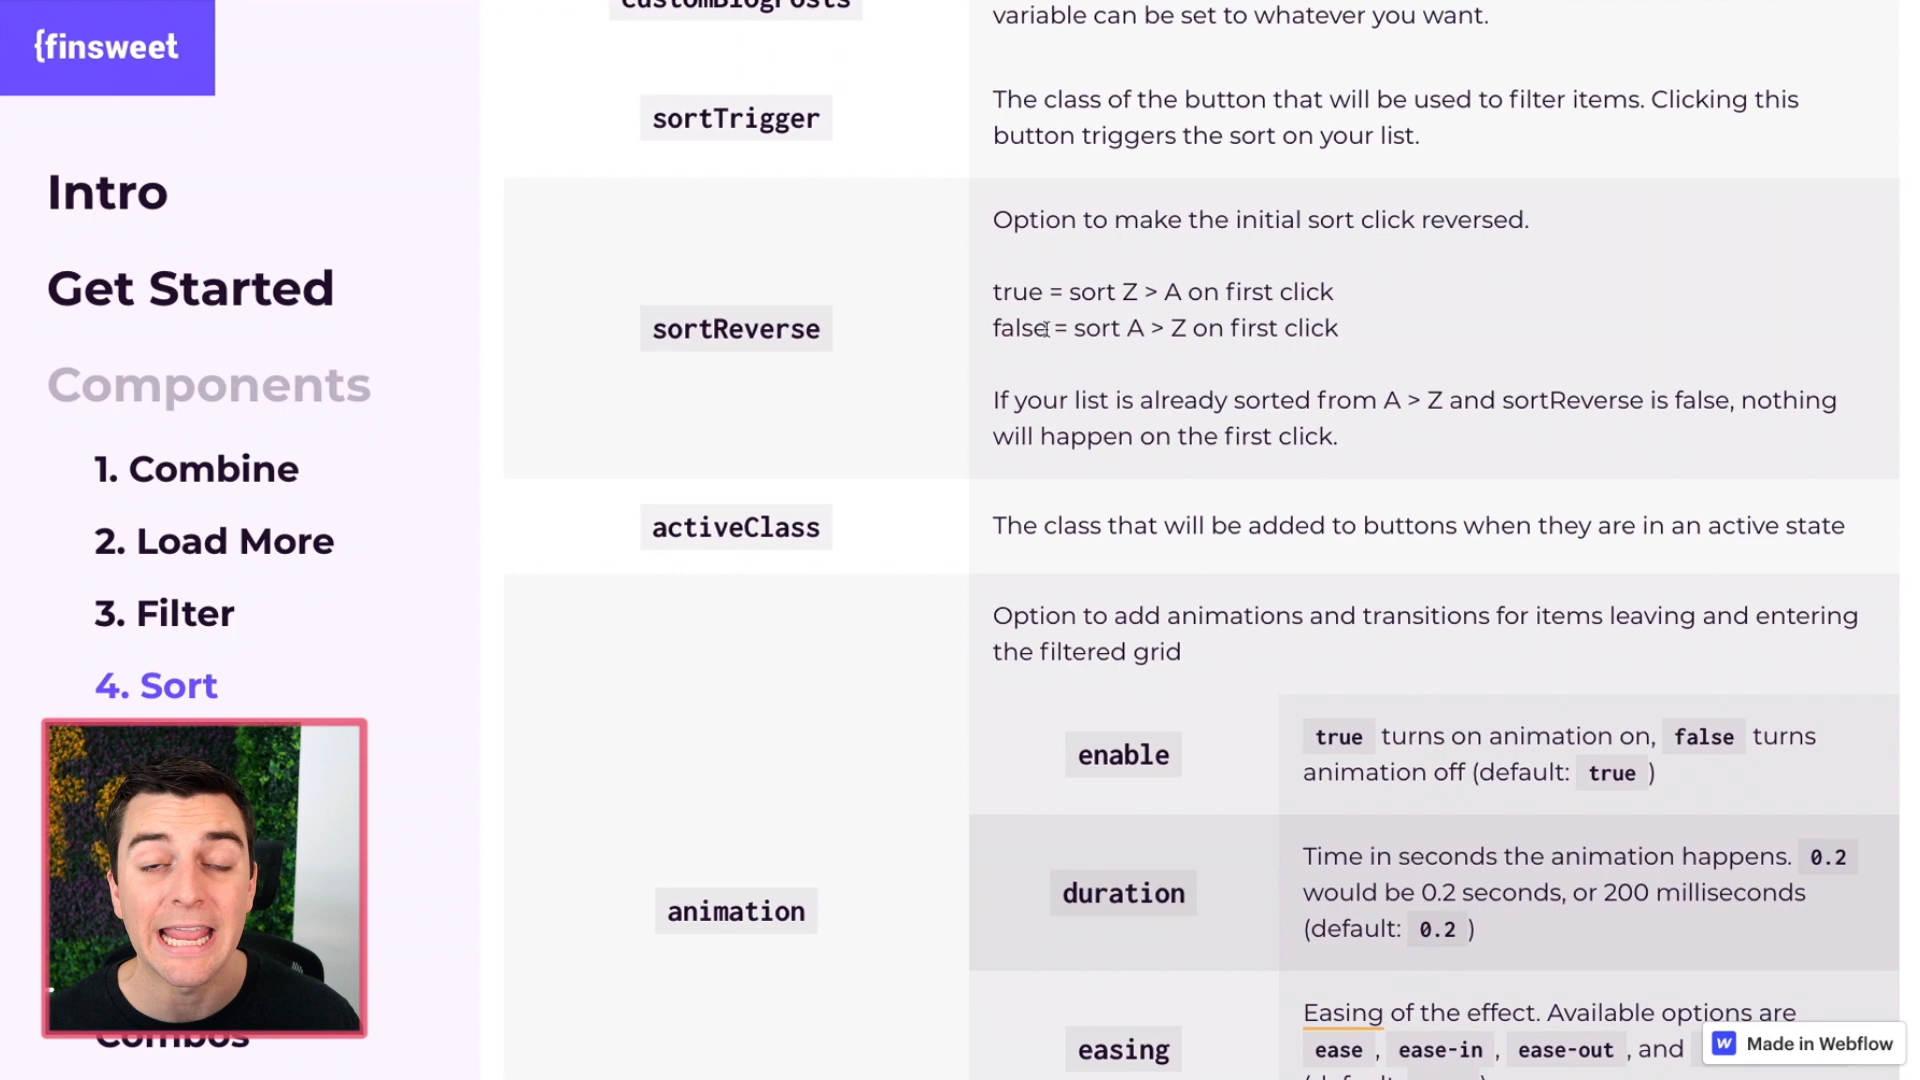 customBlogPosts
variable can be set to whatever you want.
{finsweet
sortTrigger
The class of the button that will be used to filter items. Clicking this
button triggers the sort on your list.
Intro
Get Started
Components
1. Combine
2. Load More
3. Filter
4. Sort
Combos
sortReverse
Option to make the initial sort click reversed.
true = sort Z > A on first click
false = sort A > Z on first click
If your list is already sorted from A > Z and sortReverse is false, nothing
will happen on the first click.
activeClass
The class that will be added to buttons when they are in an active state
animation
Option to add animations and transitions for items leaving and entering
the filtered grid
enable
true turns on animation on, false turns
animation off (default: true )
duration
Time in seconds the animation happens. 0.2
would be 0.2 seconds, or 200 milliseconds
(default: 0.2 )
easing
Easing of the effect. Available options are
ease , ease-in , ease-out , and
Made in Webflow